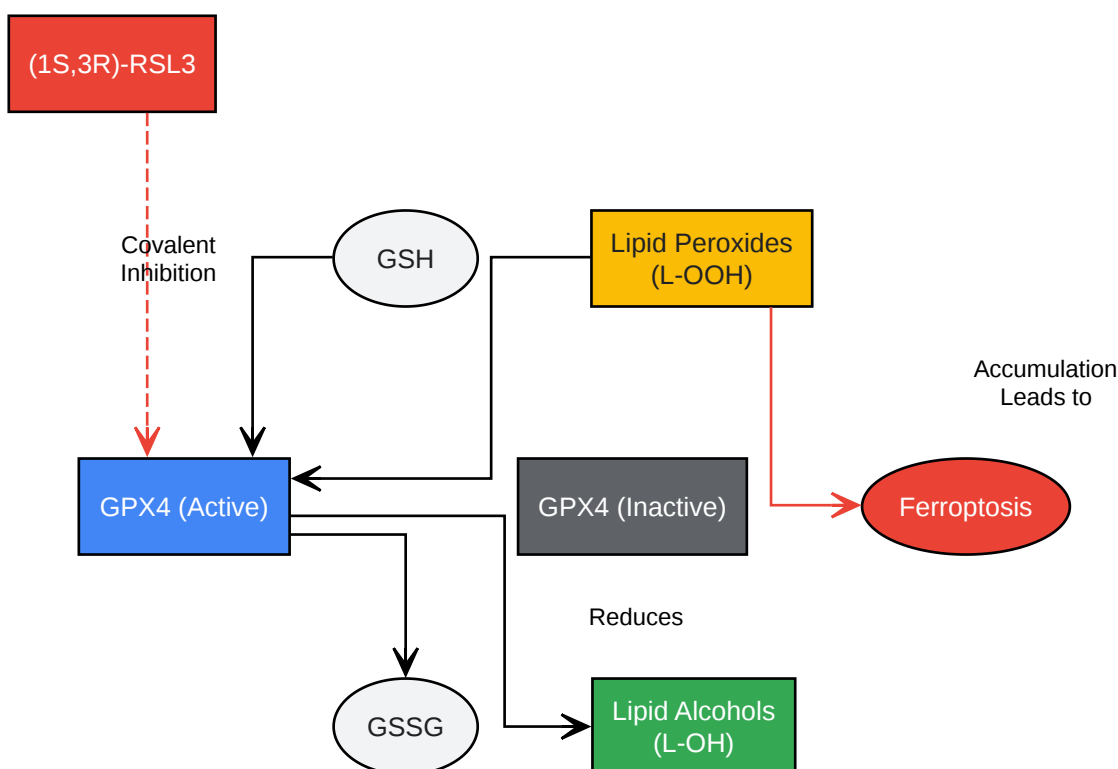 (1S,3R)-RSL3
Covalent
Inhibition
GSH
Lipid Peroxides
(L-OOH)
Accumulation
Leads to
GPX4 (Active)
GPX4 (Inactive)
Ferroptosis
Reduces
GSSG
Lipid Alcohols
(L-OH)